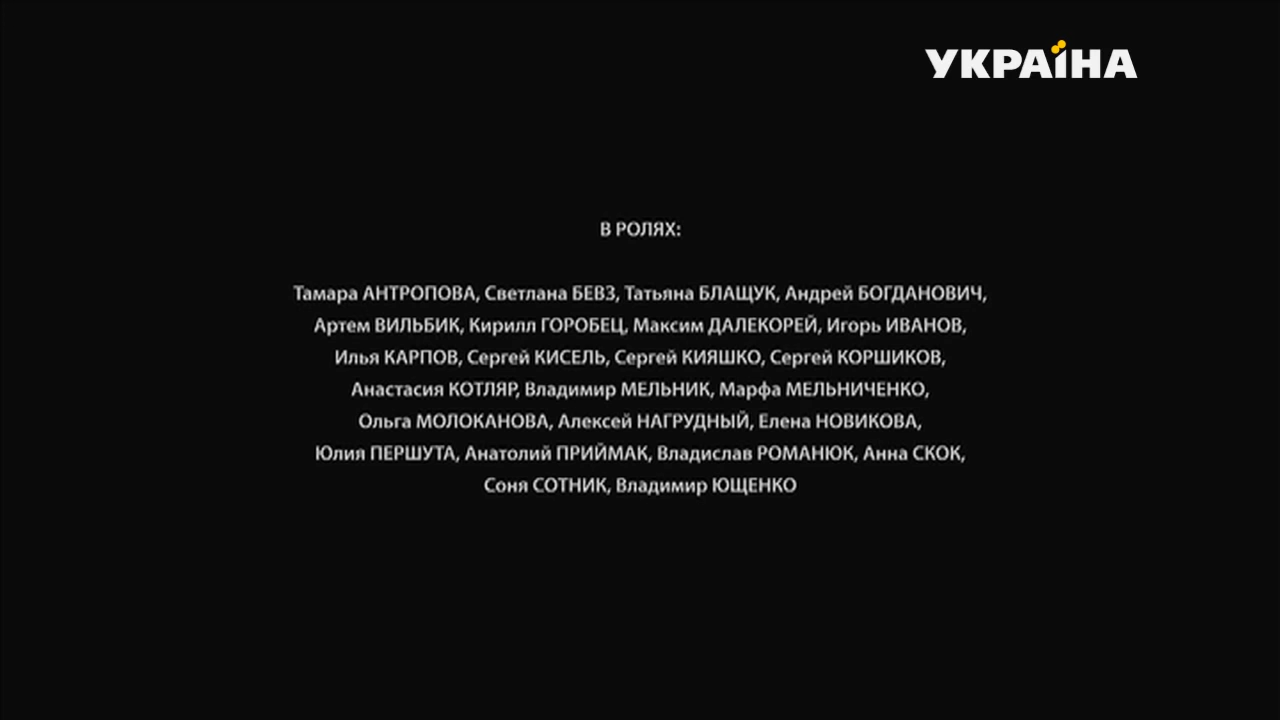 УКРАЇНА
В РОЛЯХ:
Тамара АНТРОПОВА, Светлана БЕВЗ, Татьяна БЛАЩУК, Андрей БОГДАНОВИЧ,
Артем ВИЛЬБИК, Кирилл ГОРОБЕЦ, Максим ДАЛЕКОРЕЙ, Игорь ИВАНОВ,
Илья КАРПОВ, Сергей КИСЕЛЬ, Сергей КИЯШКО, Сергей КОРШИКОВ,
Анастасия КОТЛЯР, Владимир МЕЛЬНИК, Марфа МЕЛЬНИЧЕНКО,
Ольга МОЛОКАНОВА, Алексей НАГРУДНЫЙ, Елена НОВИКОВА,
Юлия ПЕРШУТА, Анатолий ПРИЙМАК, Владислав РОМАНЮК, Анна СКОК,
Соня СОТНИК, Владимир ЮЩЕНКО